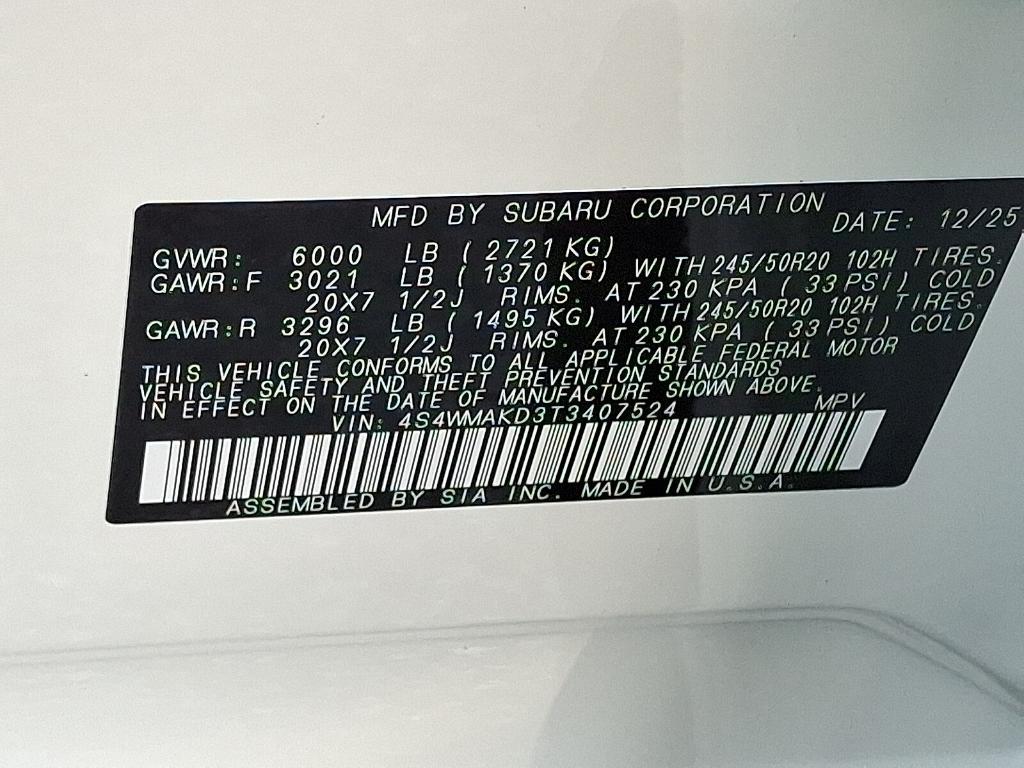 MFD BY SUBARU CORPORATION DATE: 12/25
GVWR: 6000 LB ( 2721 KG)
GAWR:F 3021 LB ( 1370 KG) WITH 245/50R20 102H TIRES.
20X7 1/2J RIMS. AT 230 KPA ( 33 PSI) COLD
GAWR:R 3296 LB ( 1495 KG) WITH 245/50R20 102H TIRES.
20X7 1/2J RIMS. AT 230 KPA ( 33 PSI) COLD
THIS VEHICLE CONFORMS TO ALL APPLICABLE FEDERAL MOTOR
VEHICLE SAFETY AND THEFT PREVENTION STANDARDS
IN EFFECT ON THE DATE OF MANUFACTURE SHOWN ABOVE.
VIN: 4S4WMAKD3T3407524 MPV
ASSEMBLED BY SIA INC. MADE IN U.S.A.